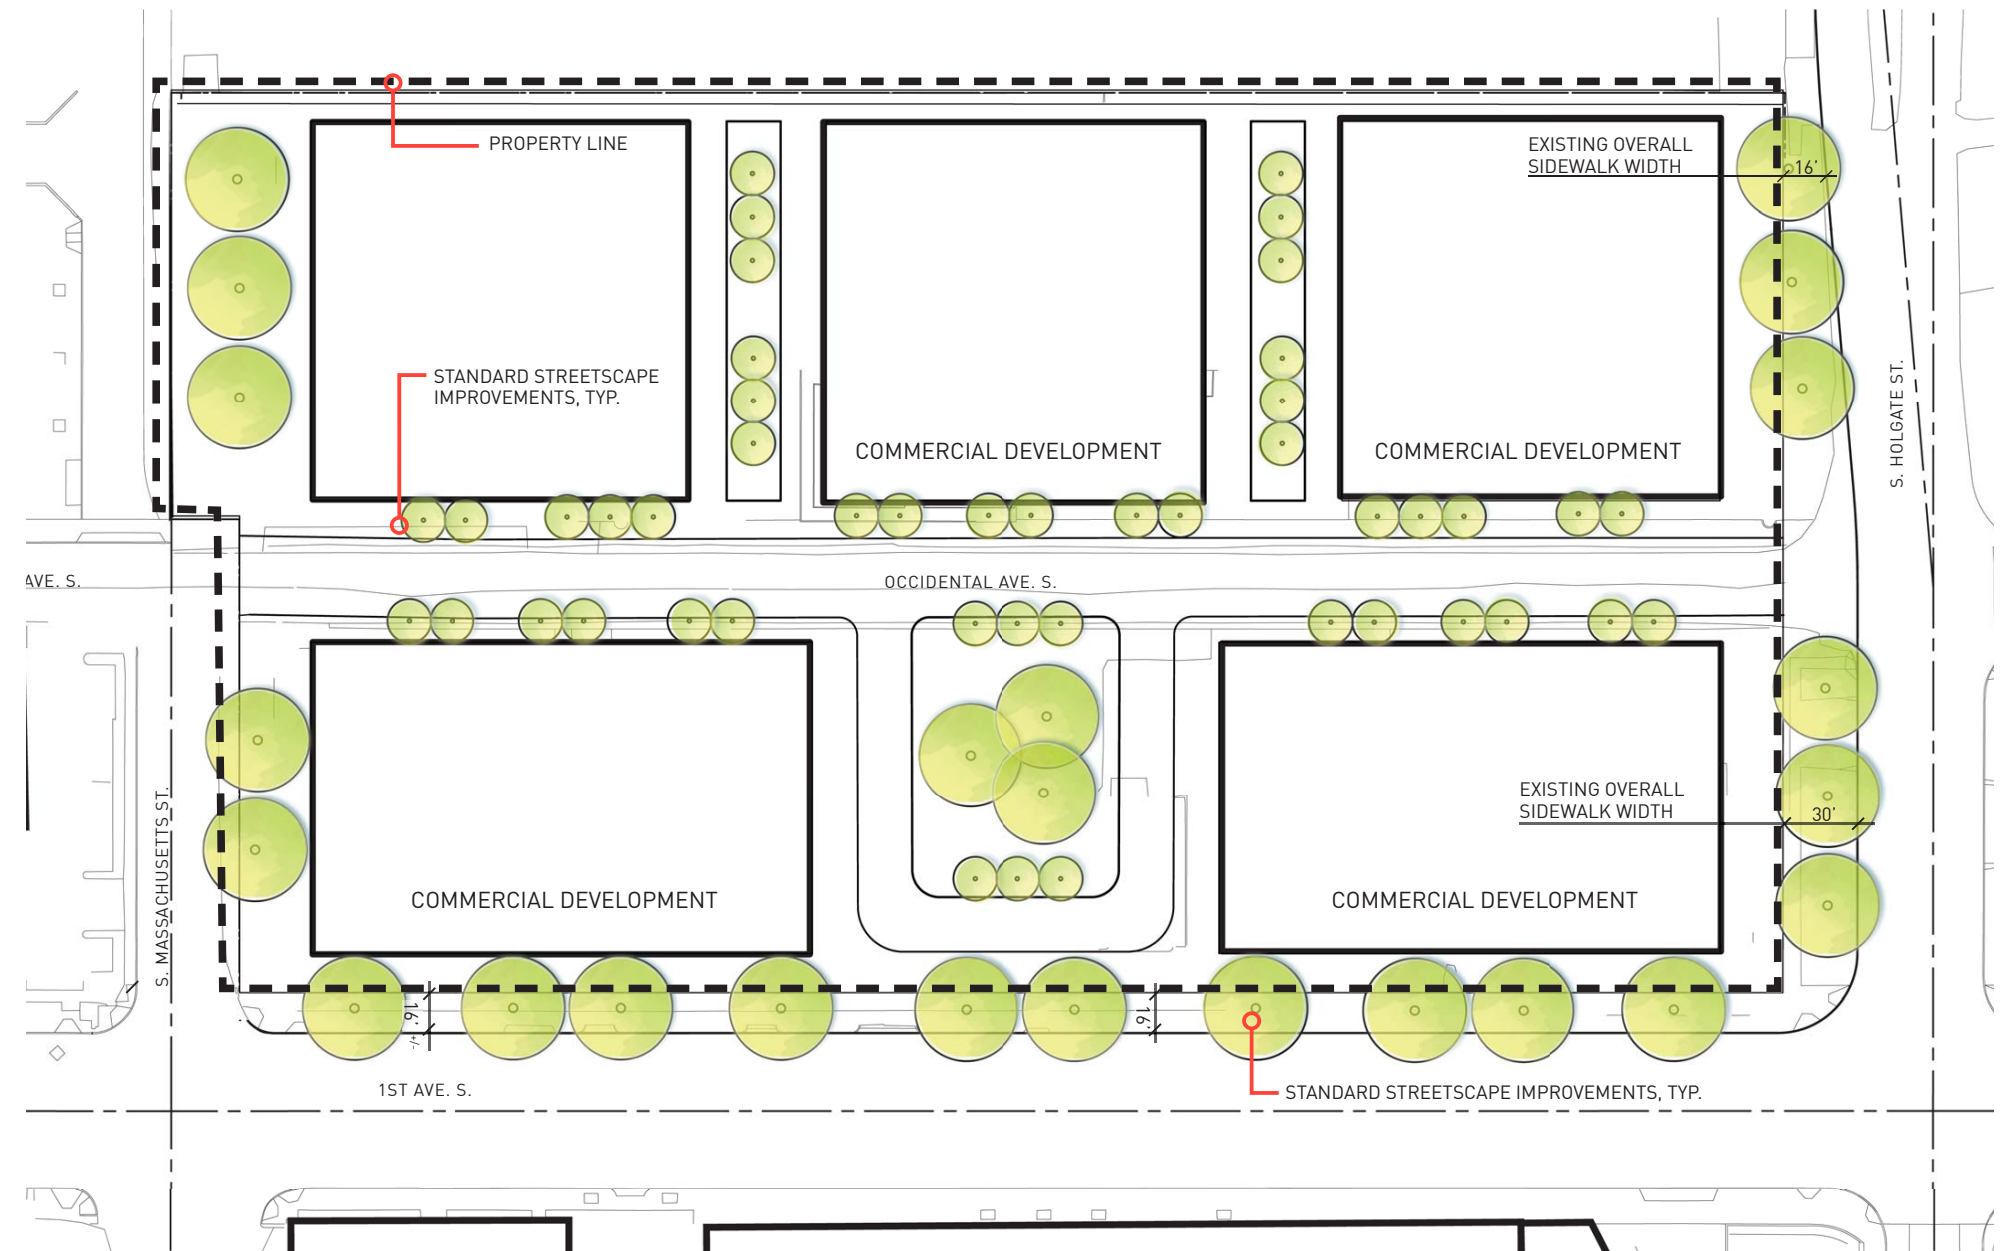 PROPERTY LINE
EXISTING OVERALL
SIDEWALK WIDTH
16'
STANDARD STREETSCAPE
IMPROVEMENTS, TYP.
COMMERCIAL DEVELOPMENT
COMMERCIAL DEVELOPMENT
S. HOLGATE ST.
AVE. S.
OCCIDENTAL AVE. S.
EXISTING OVERALL
SIDEWALK WIDTH
30'
S. MASSACHUSETTS ST.
COMMERCIAL DEVELOPMENT
COMMERCIAL DEVELOPMENT
16' +/-
16'
1ST AVE. S.
STANDARD STREETSCAPE IMPROVEMENTS, TYP.